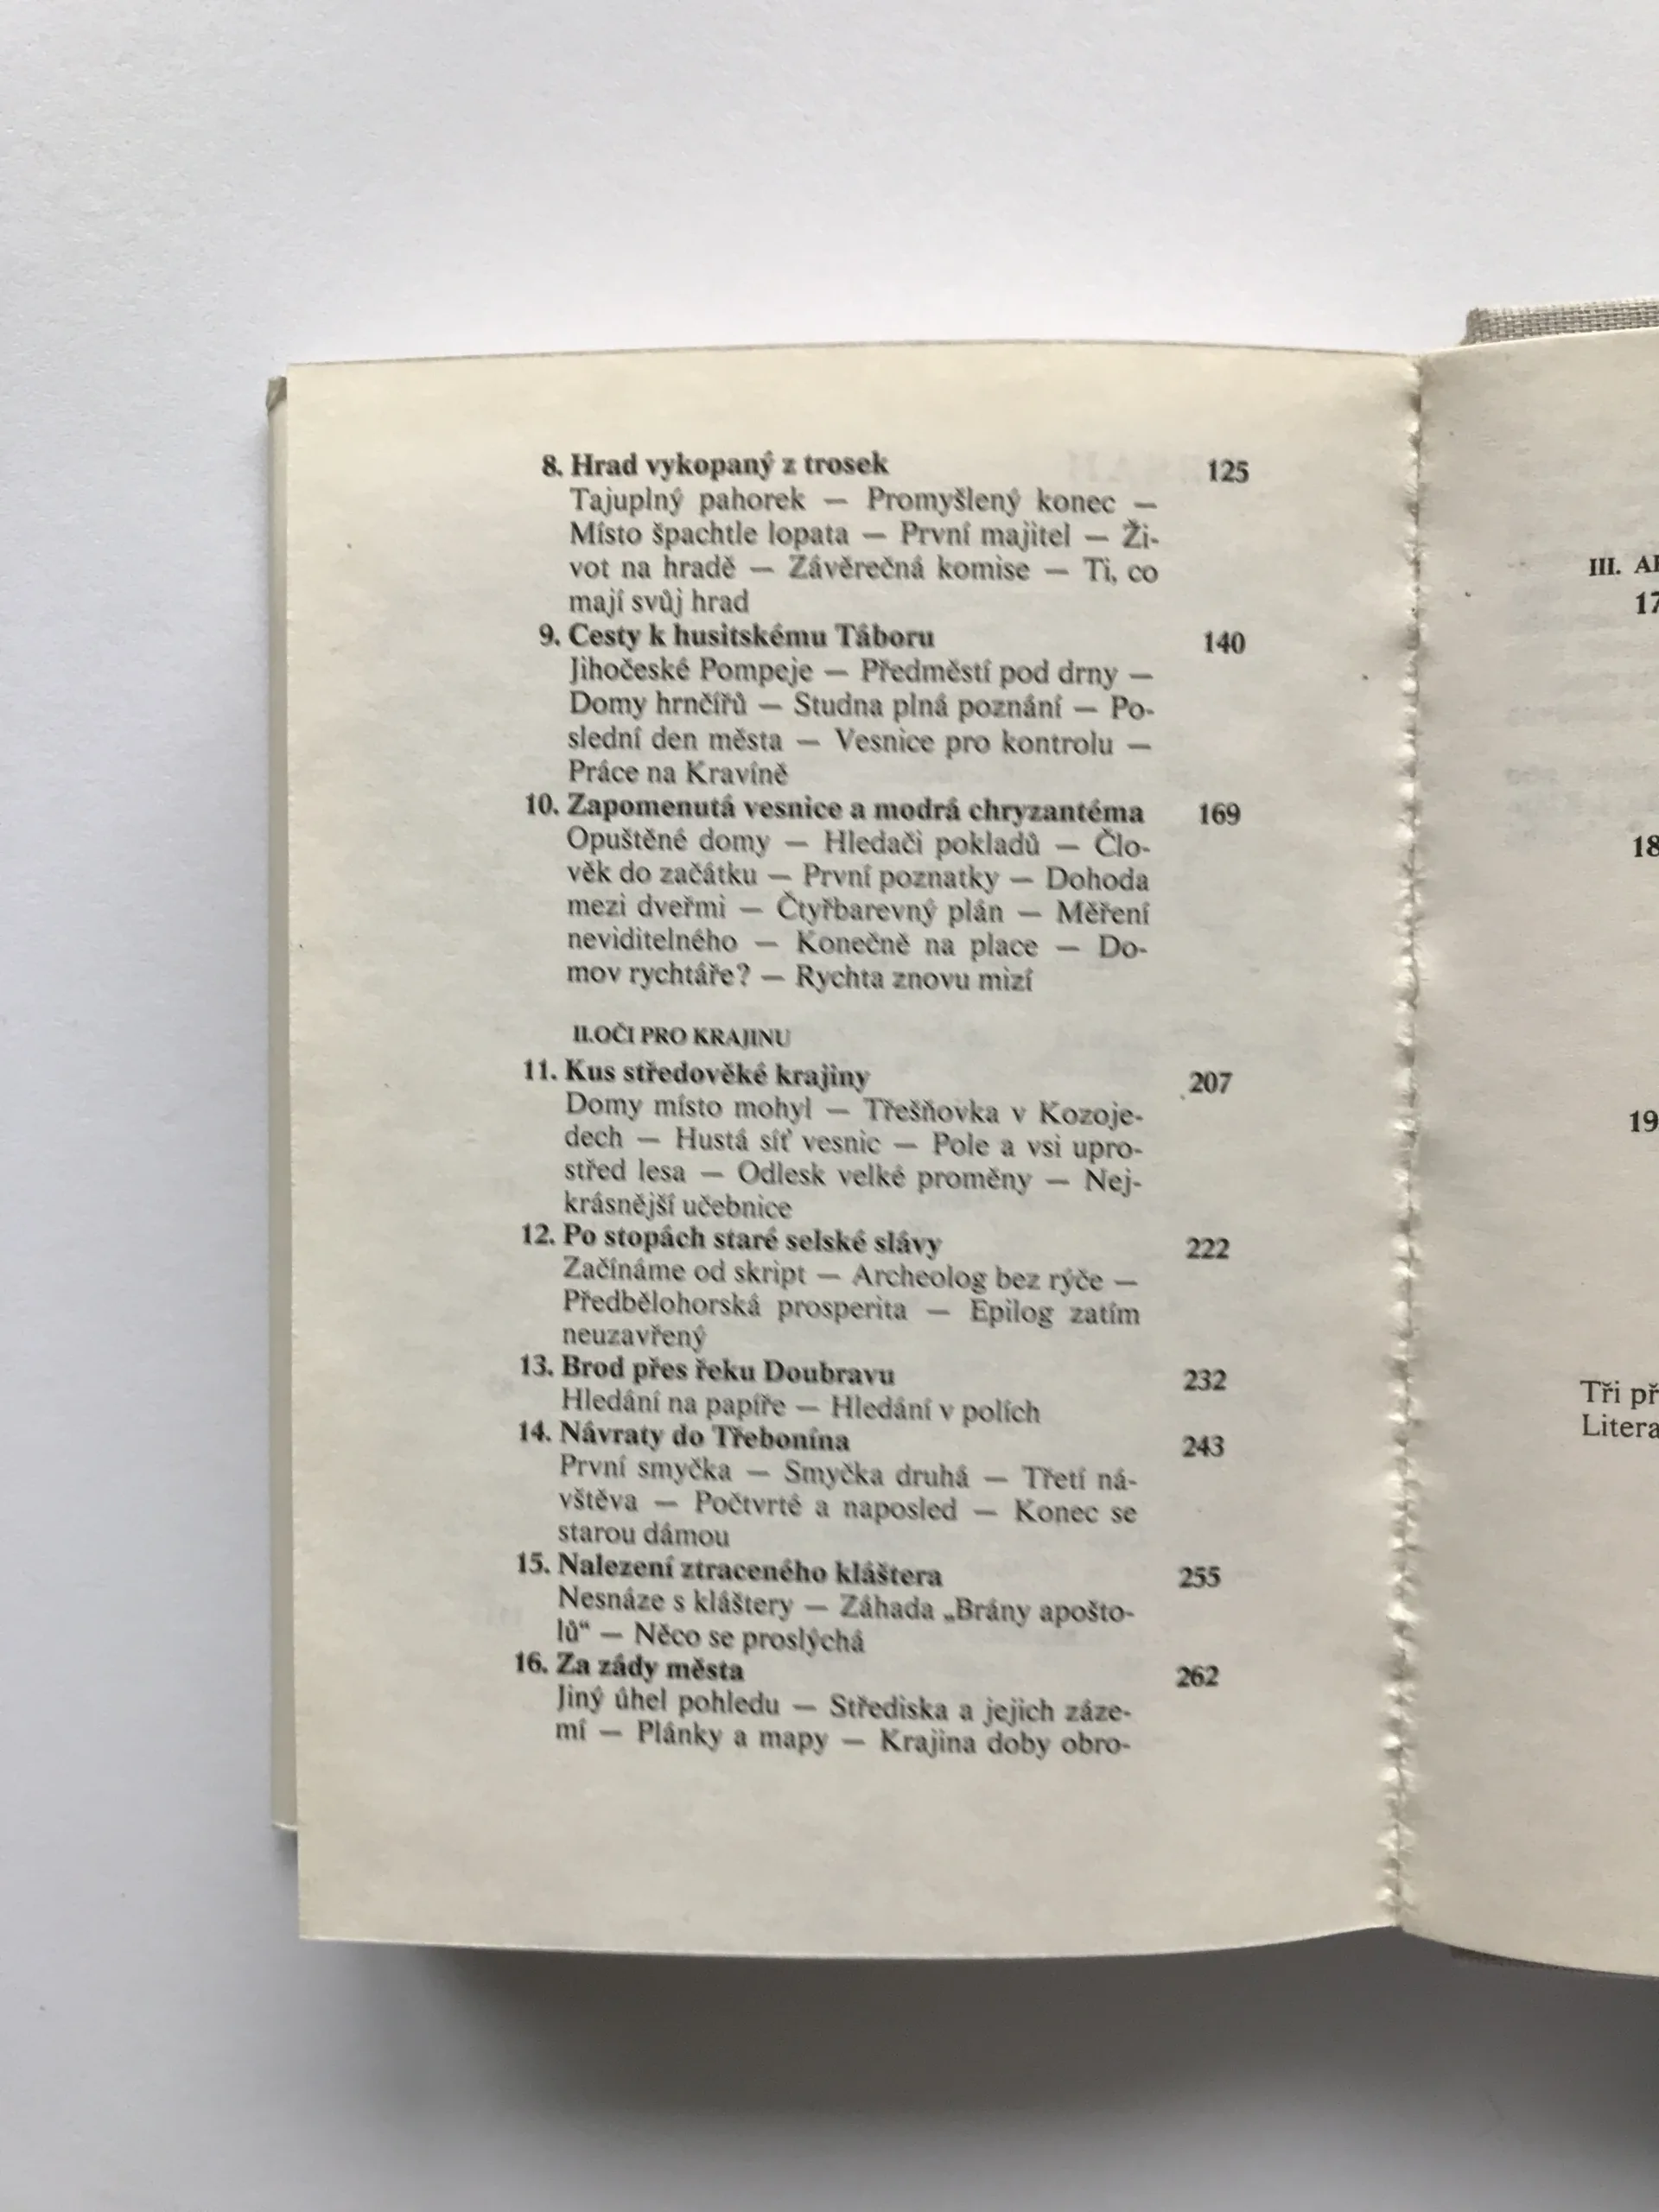 8. Hrad vykopaný z trosek 125
Tajuplný pahorek — Promyšlený konec —
Místo špachtle lopata — První majitel — Ži-
vot na hradě — Závěrečná komise — Ti, co
mají svůj hrad
9. Cesty k husitskému Táboru 140
Jihočeské Pompeje — Předměstí pod drny —
Domy hrnčířů — Studna plná poznání — Po-
slední den města — Vesnice pro kontrolu —
Práce na Kravíně
10. Zapomenutá vesnice a modrá chryzantéma 169
Opuštěné domy — Hledači pokladů — Člo-
věk do začátku — První poznatky — Dohoda
mezi dveřmi — Čtyřbarevný plán — Měření
neviditelného — Konečně na place — Do-
mov rychtáře? — Rychta znovu mizí
II.OČI PRO KRAJINU
11. Kus středověké krajiny 207
Domy místo mohyl — Třešňovka v Kozoje-
dech — Hustá síť vesnic — Pole a vsi upro-
střed lesa — Odlesk velké proměny — Nej-
krásnější učebnice
12. Po stopách staré selské slávy 222
Začínáme od skript — Archeolog bez rýče —
Předbělohorská prosperita — Epilog zatím
neuzavřený
13. Brod přes řeku Doubravu 232
Hledání na papíře — Hledání v polích
14. Návraty do Třebonína 243
První smyčka — Smyčka druhá — Třetí ná-
vštěva — Počtvrté a naposled — Konec se
starou dámou
15. Nalezení ztraceného kláštera 255
Nesnáze s kláštery — Záhada „Brány apošto-
lů“ — Něco se proslýchá
16. Za zády města 262
Jiný úhel pohledu — Střediska a jejich záze-
mí — Plánky a mapy — Krajina doby obro-
III.
17
18
19
Tři př
Litera